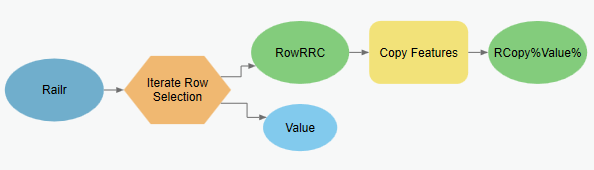 Railr
Iterate Row
Selection
RowRRC
Copy Features
RCopy%Value%
Value